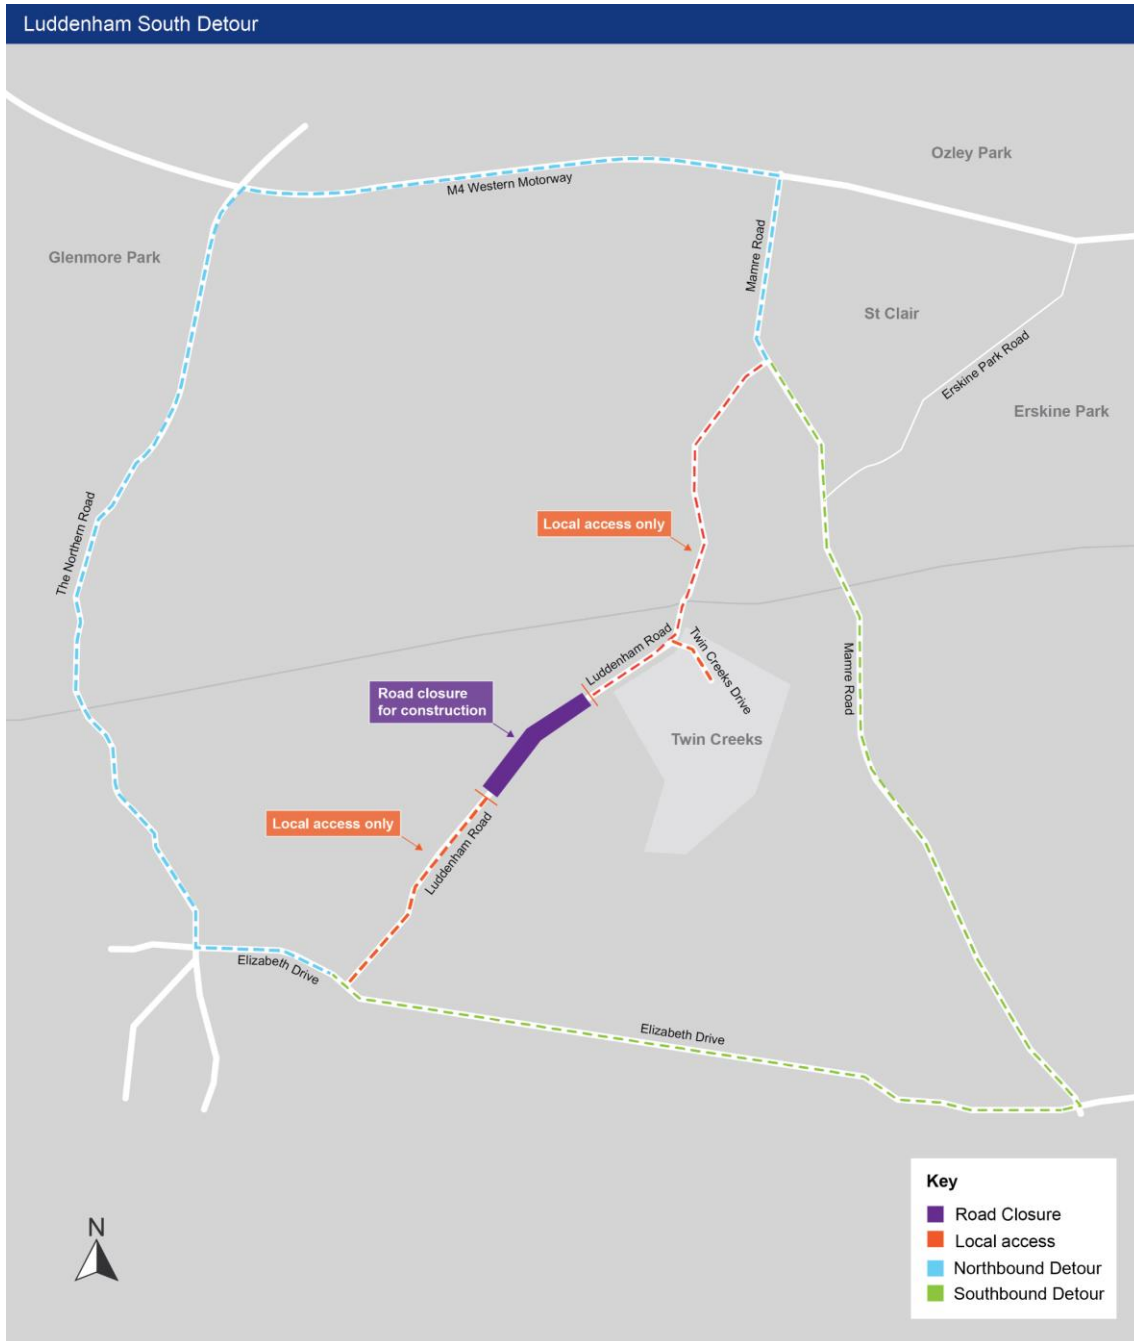 Luddenham South Detour
Ozley Park
M4 Western Motorway
Mamre Road
Glenmore Park
St Clair
Erskine Park Road
Erskine Park
The Northern Road
Local access only
Luddenham Road
Twin Creeks Drive
Mamre Road
Road closure
for construction
Twin Creeks
Local access only
Luddenham Road
Elizabeth Drive
Elizabeth Drive
Key
Road Closure
Local access
Northbound Detour
Southbound Detour
N